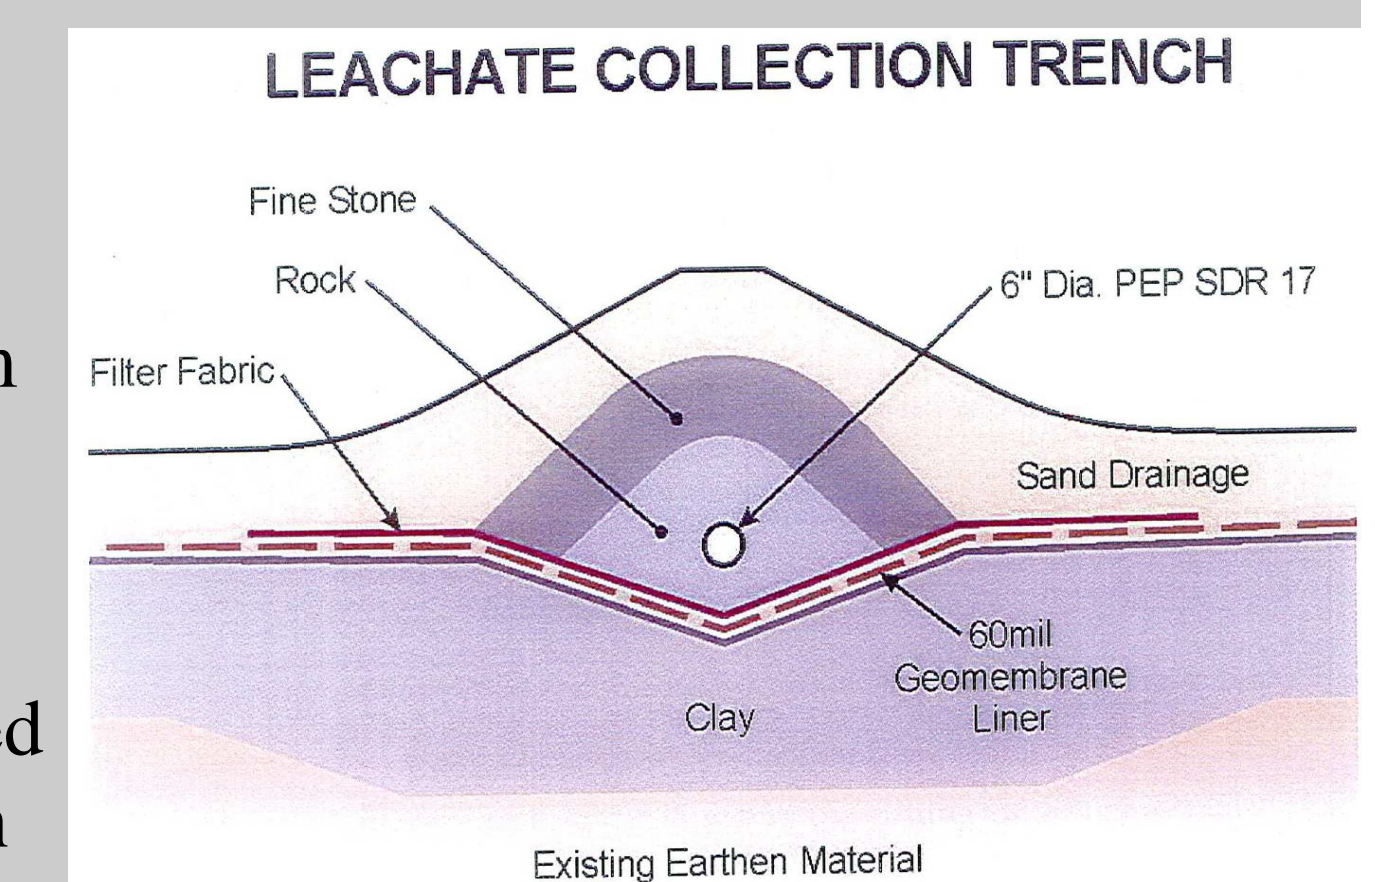 LEACHATE COLLECTION TRENCH
Fine Stone
Rock
6" Dia. PEP SDR 17
Filter Fabric
Sand Drainage
60mil
Geomembrane
Liner
Clay
Existing Earthen Material